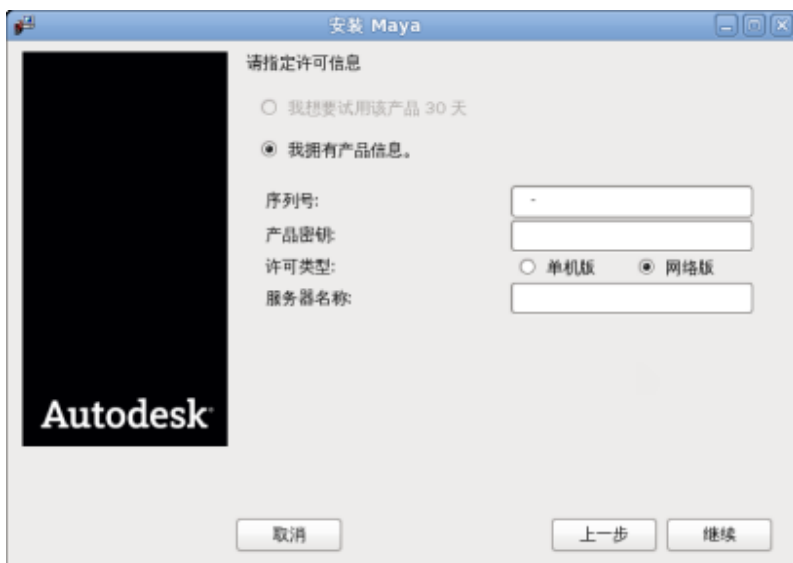 安装 Maya
请指定许可信息
我想要试用该产品 30 天
我拥有产品信息。
序列号: -
产品密钥:
许可类型: 单机版 网络版
服务器名称:
Autodesk
取消 上一步 继续